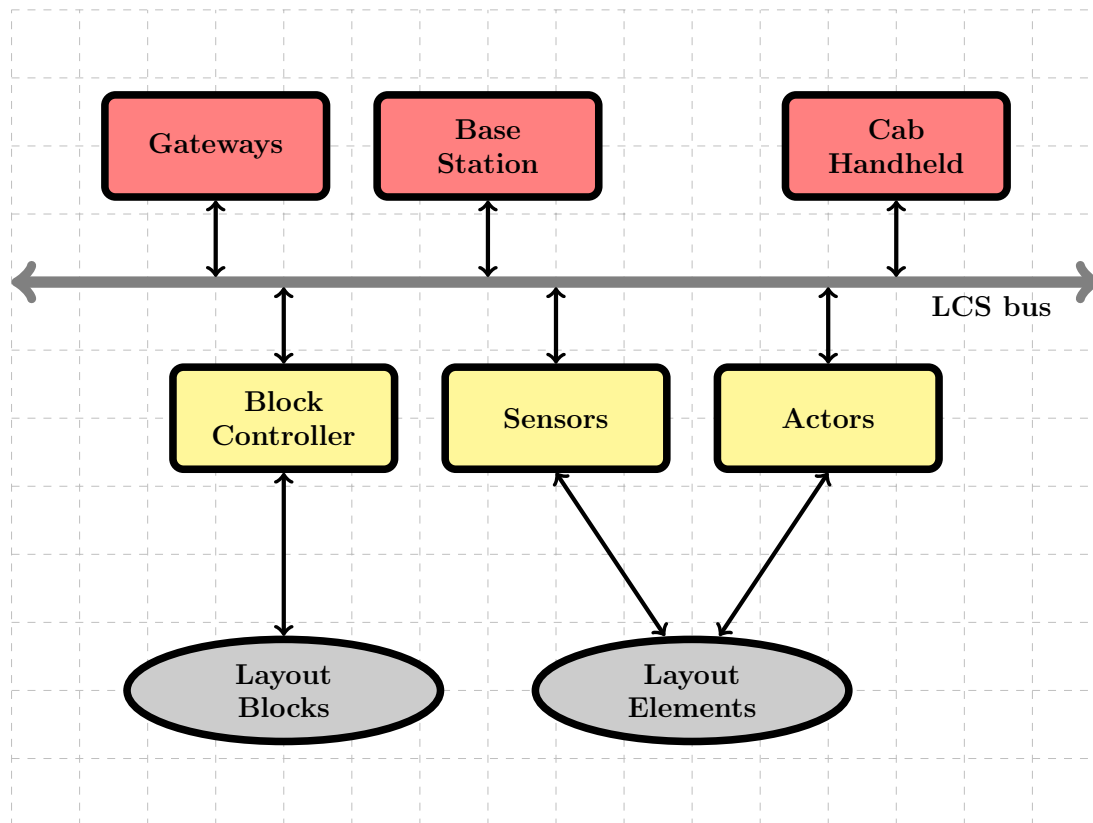 Gateways
Base
Station
Cab
Handheld
LCS bus
Block
Controller
Sensors
Actors
Layout
Blocks
Layout
Elements